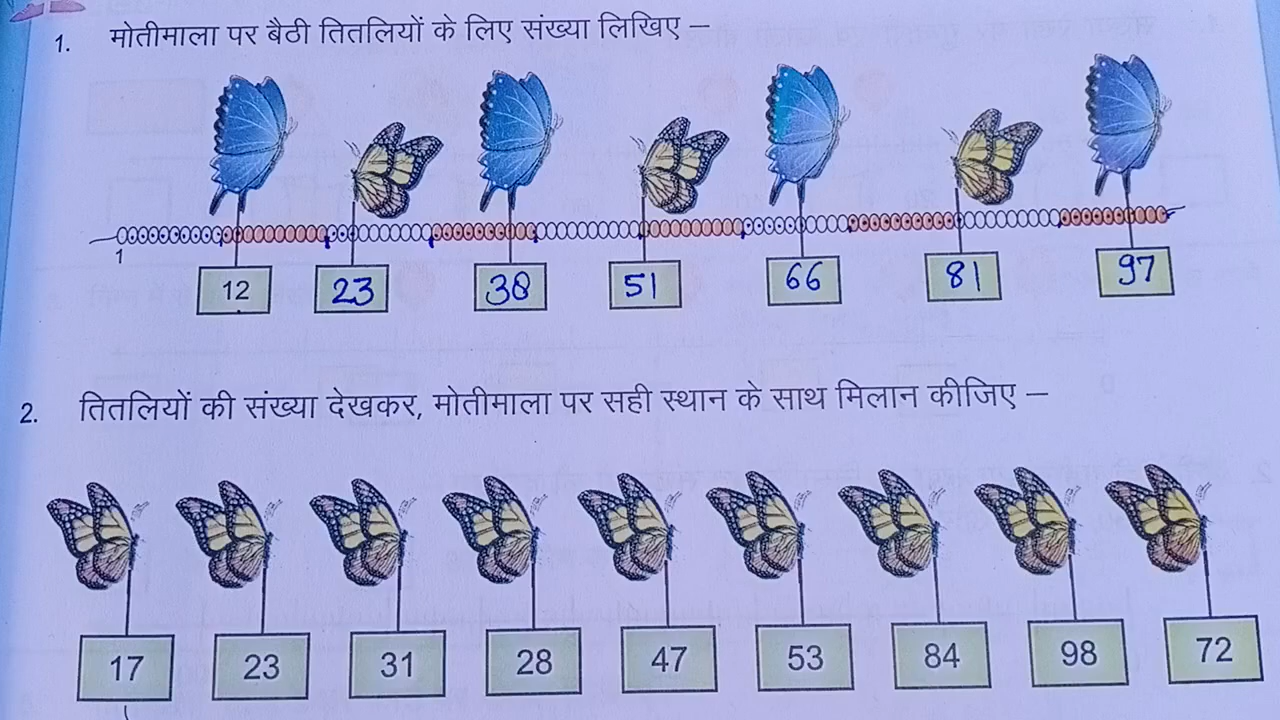 1. मोतीमाला पर बैठी तितलियों के लिए संख्या लिखिए –
1
12 23 38 51 66 81 97
2. तितलियों की संख्या देखकर, मोतीमाला पर सही स्थान के साथ मिलान कीजिए –
17 23 31 28 47 53 84 98 72